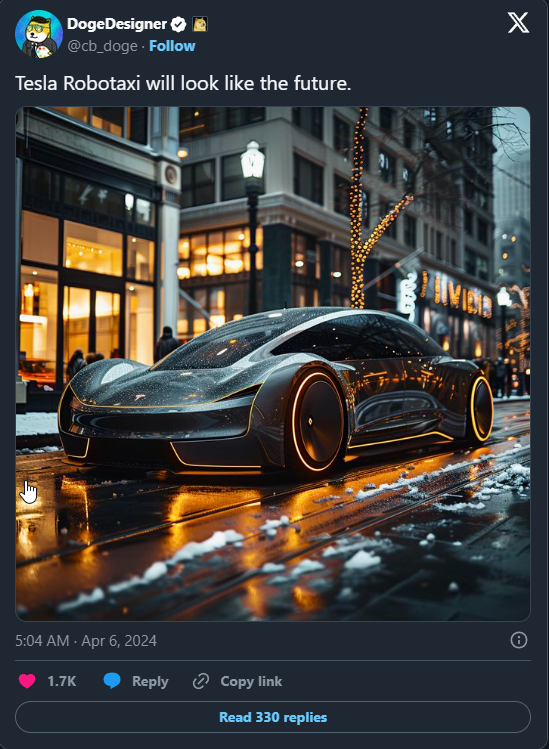 DogeDesigner
@cb_doge · Follow
Tesla Robotaxi will look like the future.
5:04 AM · Apr 6, 2024
1.7K Reply Copy link
Read 330 replies